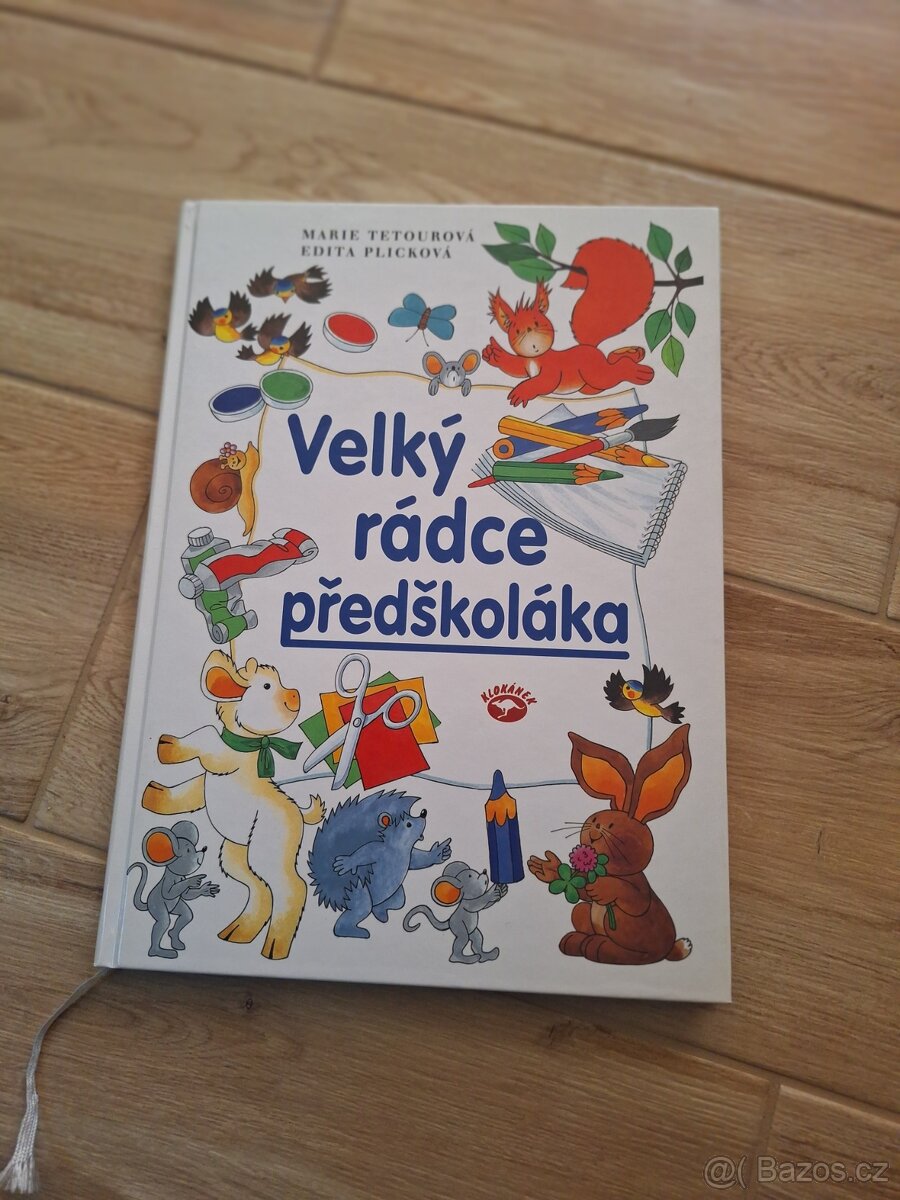 MARIE TETOUROVÁ
EDITA PLICKOVÁ
Velký
rádce
předškoláka
KLOKÁNEK
@( Bazos.cz